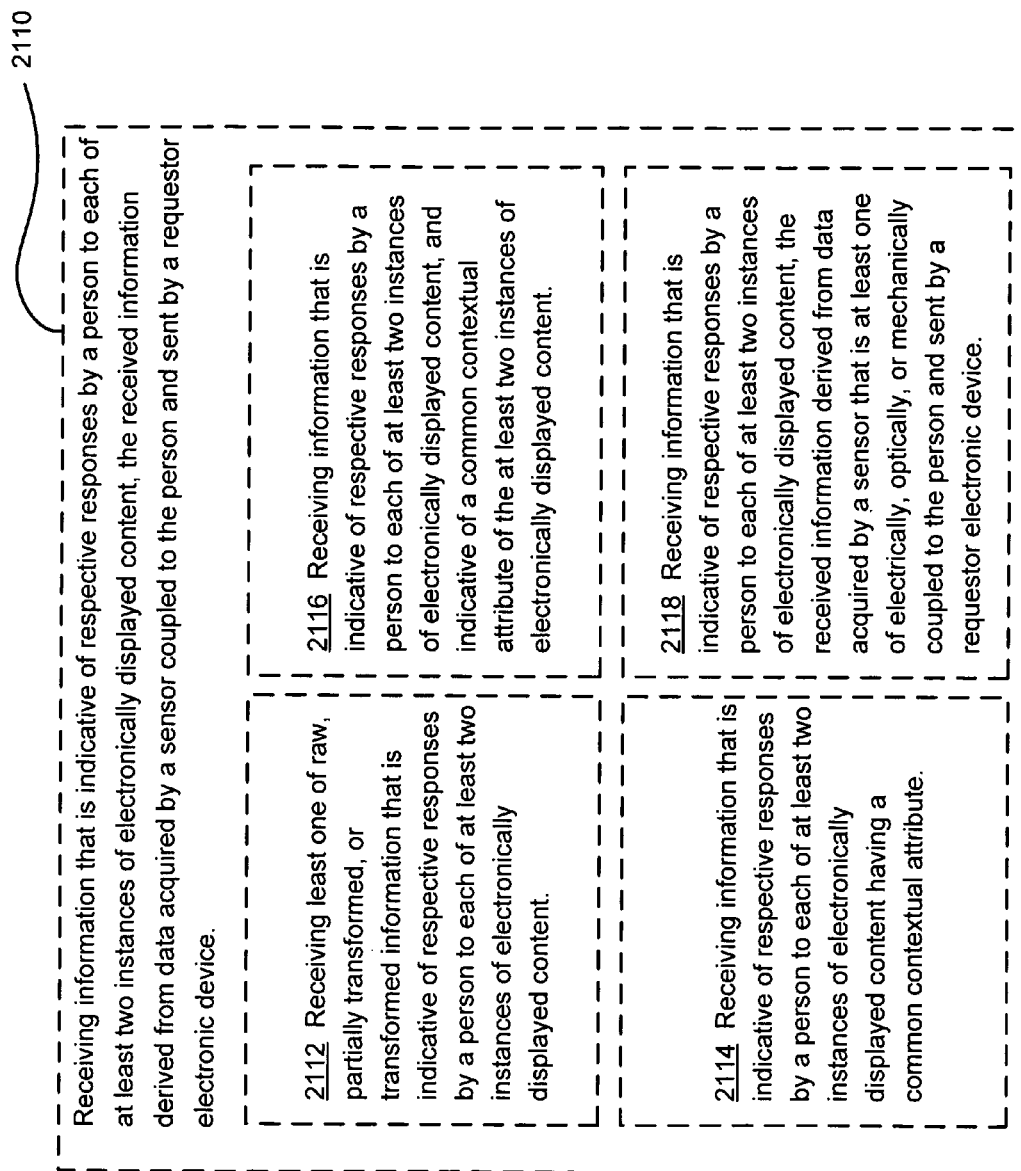 2110
Receiving information that is indicative of respective responses by a person to each of
at least two instances of electronically displayed content, the received information
derived from data acquired by a sensor coupled to the person and sent by a requestor
electronic device.
2112 Receiving least one of raw,
partially transformed, or
transformed information that is
indicative of respective responses
by a person to each of at least two
instances of electronically
displayed content.
2116 Receiving information that is
indicative of respective responses by a
person to each of at least two instances
of electronically displayed content, and
indicative of a common contextual
attribute of the at least two instances of
electronically displayed content.
2114 Receiving information that is
indicative of respective responses
by a person to each of at least two
instances of electronically
displayed content having a
common contextual attribute.
2118 Receiving information that is
indicative of respective responses by a
person to each of at least two instances
of electronically displayed content, the
received information derived from data
acquired by a sensor that is at least one
of electrically, optically, or mechanically
coupled to the person and sent by a
requestor electronic device.